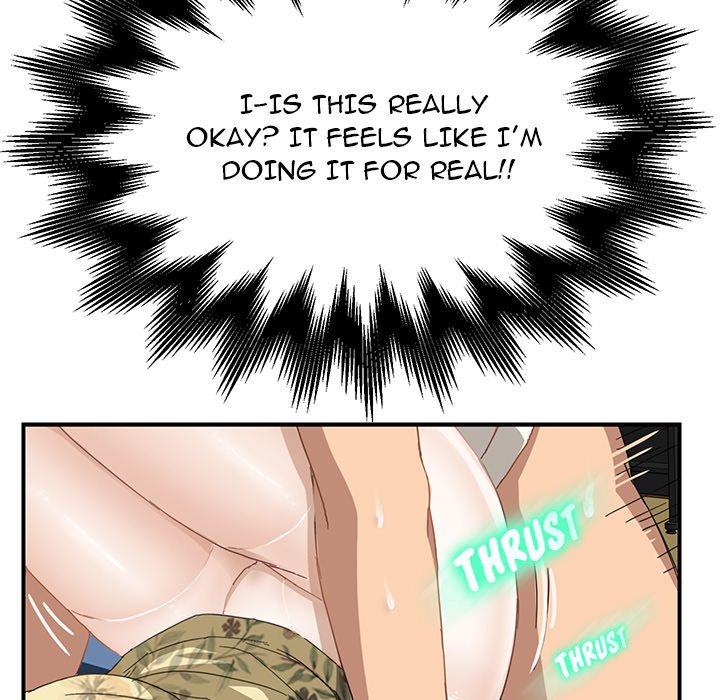 I-IS THIS REALLY
OKAY? IT FEELS LIKE I'M
DOING IT FOR REAL!!
THRUST
THRUST